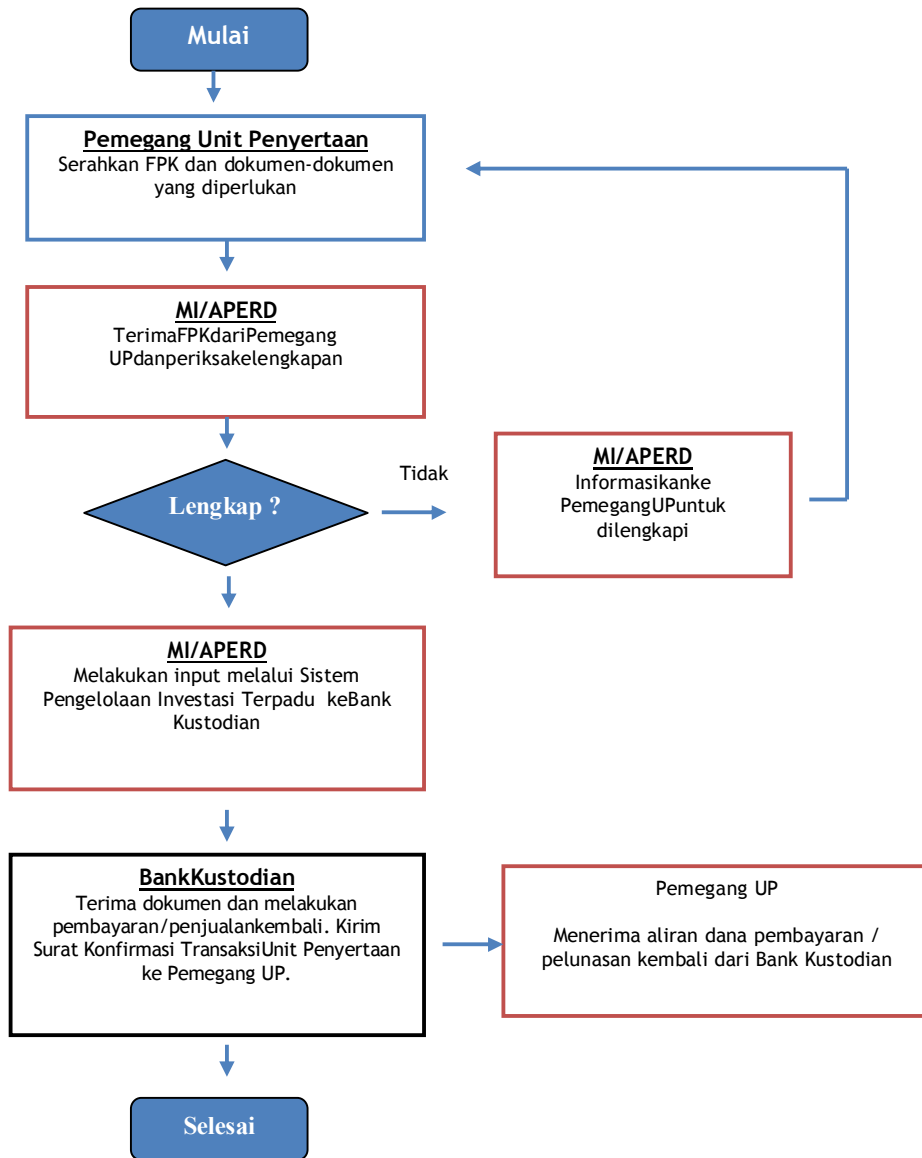 Mulai
Pemegang Unit Penyertaan
Serahkan FPK dan dokumen-dokumen
yang diperlukan
MI/APERD
TerimaFPKdariPemegang
UPdanperiksakelengkapan
Lengkap ?
Tidak
MI/APERD
Informasikanke
PemegangUPuntuk
dilengkapi
MI/APERD
Melakukan input melalui Sistem
Pengelolaan Investasi Terpadu keBank
Kustodian
BankKustodian
Terima dokumen dan melakukan
pembayaran/penjualankembali. Kirim
Surat Konfirmasi TransaksiUnit Penyertaan
ke Pemegang UP.
Pemegang UP
Menerima aliran dana pembayaran /
pelunasan kembali dari Bank Kustodian
Selesai